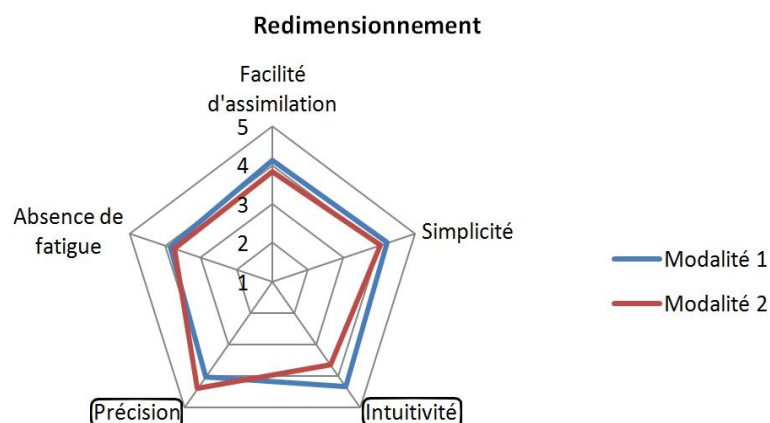 Redimensionnement
Facilité
d'assimilation
5
4
3
2
1
Absence de
fatigue
Simplicité
Précision
Intuitivité
Modalité 1
Modalité 2